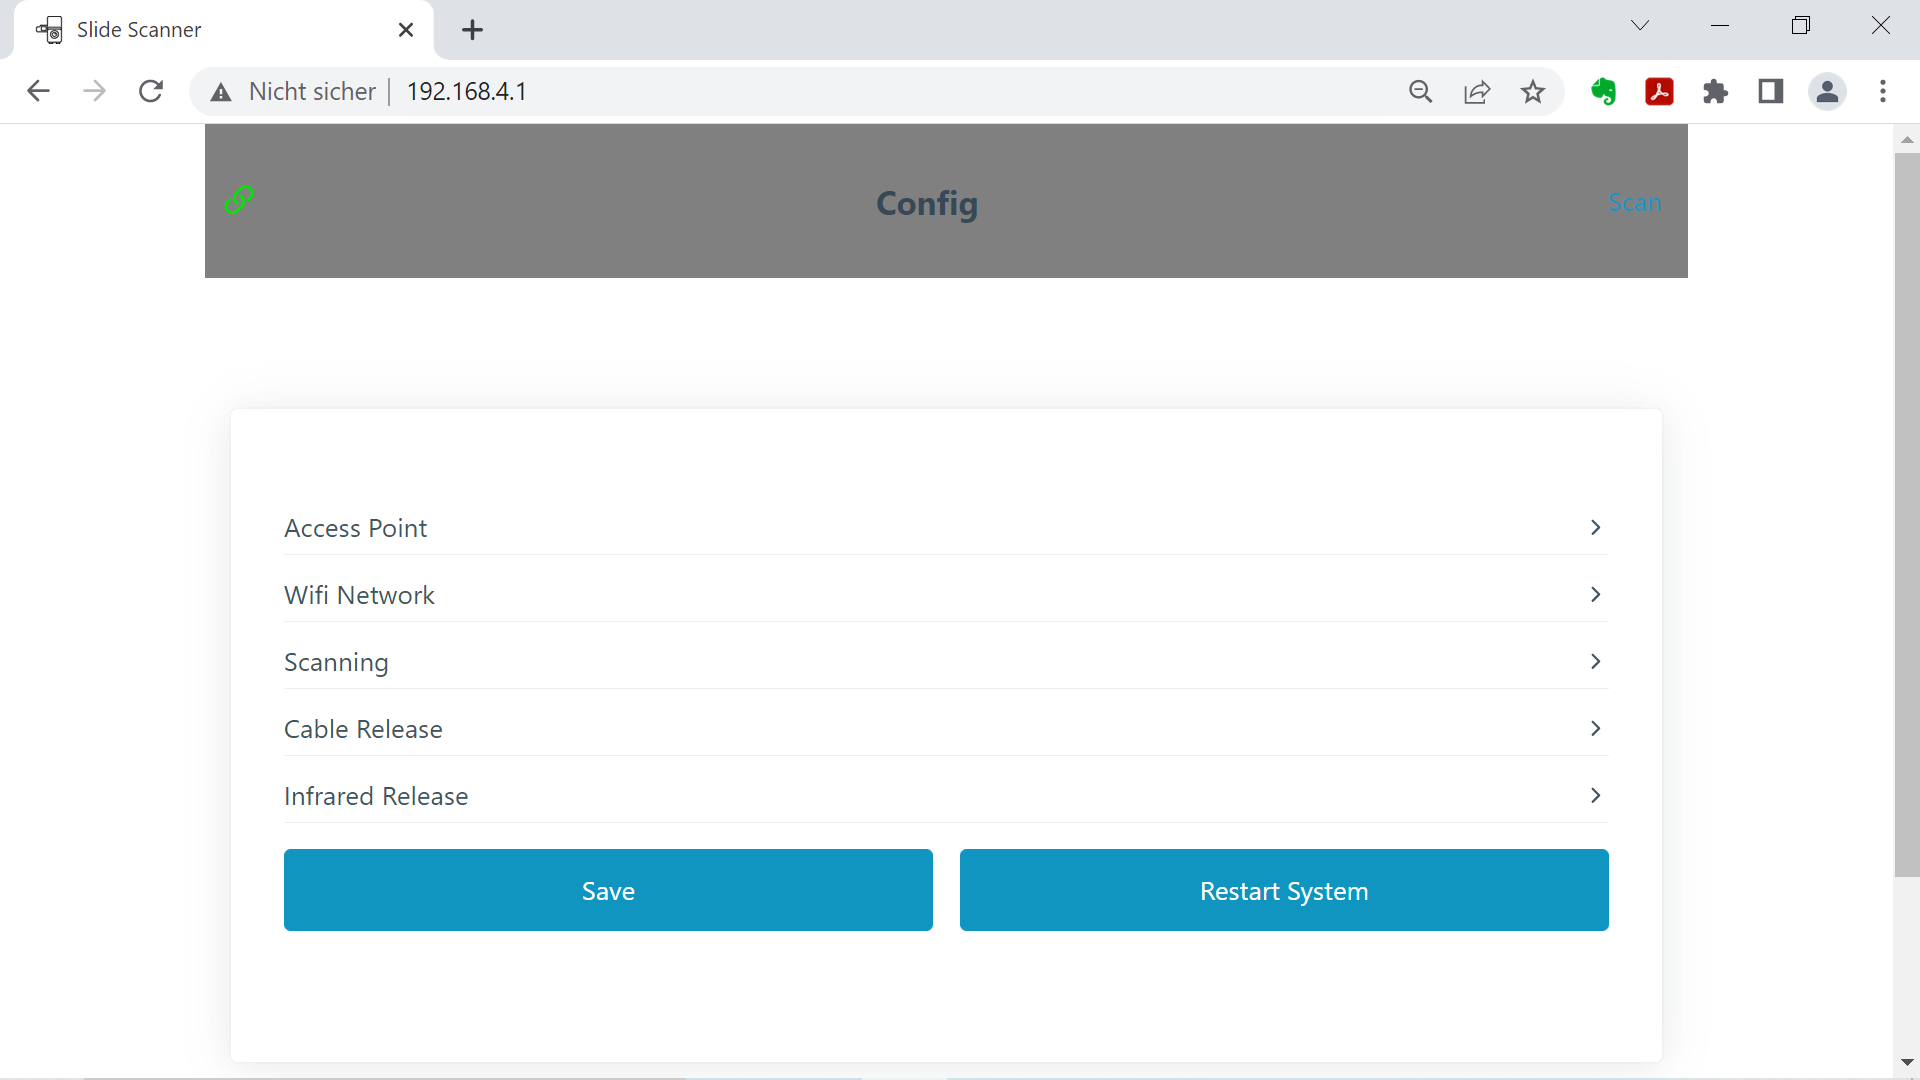 Slide Scanner
Nicht sicher 192.168.4.1
Config
Scan
Access Point
Wifi Network
Scanning
Cable Release
Infrared Release
Save
Restart System